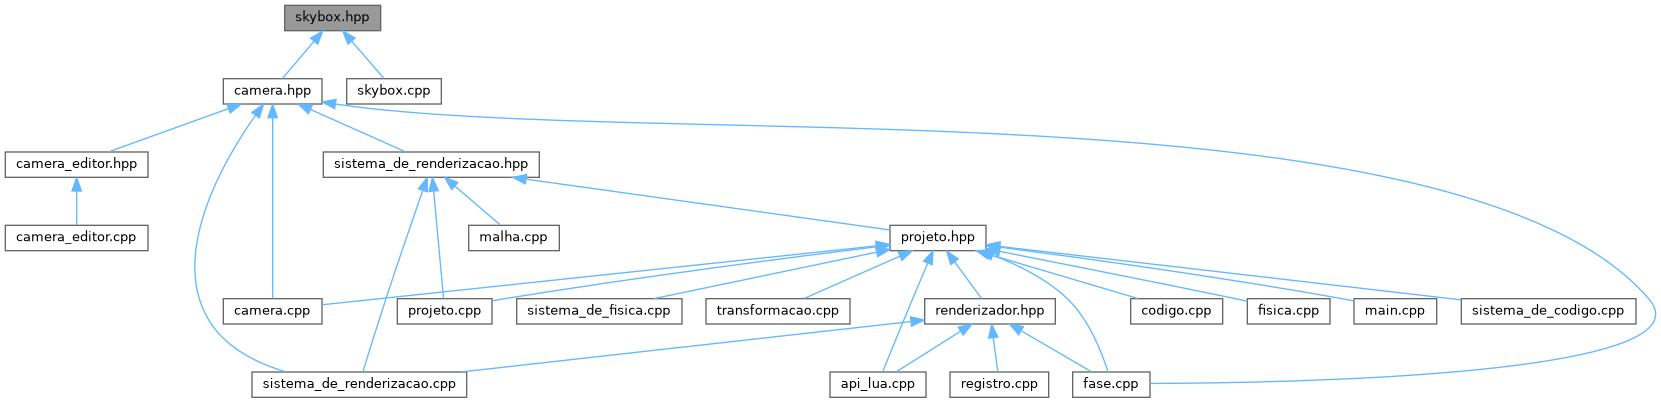 skybox.hpp
camera.hpp
skybox.cpp
camera_editor.hpp
sistema_de_renderizacao.hpp
camera_editor.cpp
malha.cpp
projeto.hpp
camera.cpp
projeto.cpp
sistema_de_fisica.cpp
transformacao.cpp
renderizador.hpp
codigo.cpp
fisica.cpp
main.cpp
sistema_de_codigo.cpp
sistema_de_renderizacao.cpp
api_lua.cpp
registro.cpp
fase.cpp